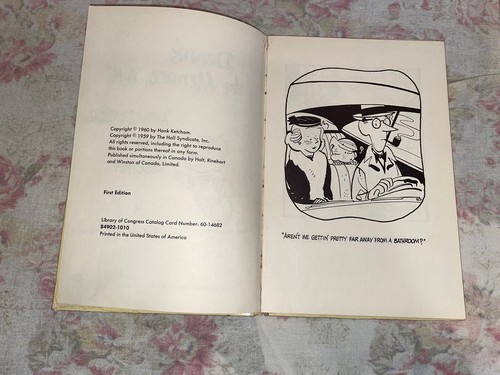 Copyright © 1960 by Hank Ketcham.
Copyright © 1959 by The Hall Syndicate, Inc.
All rights reserved, including the right to reproduce
this book or portions thereof in any form.
Published simultaneously in Canada by Holt, Rinehart
and Winston of Canada, Limited.
First Edition
Library of Congress Catalog Card Number: 60-14682
84902-1010
Printed in the United States of America
"AREN'T WE GETTIN' PRETTY FAR AWAY FROM A BATHROOM?"